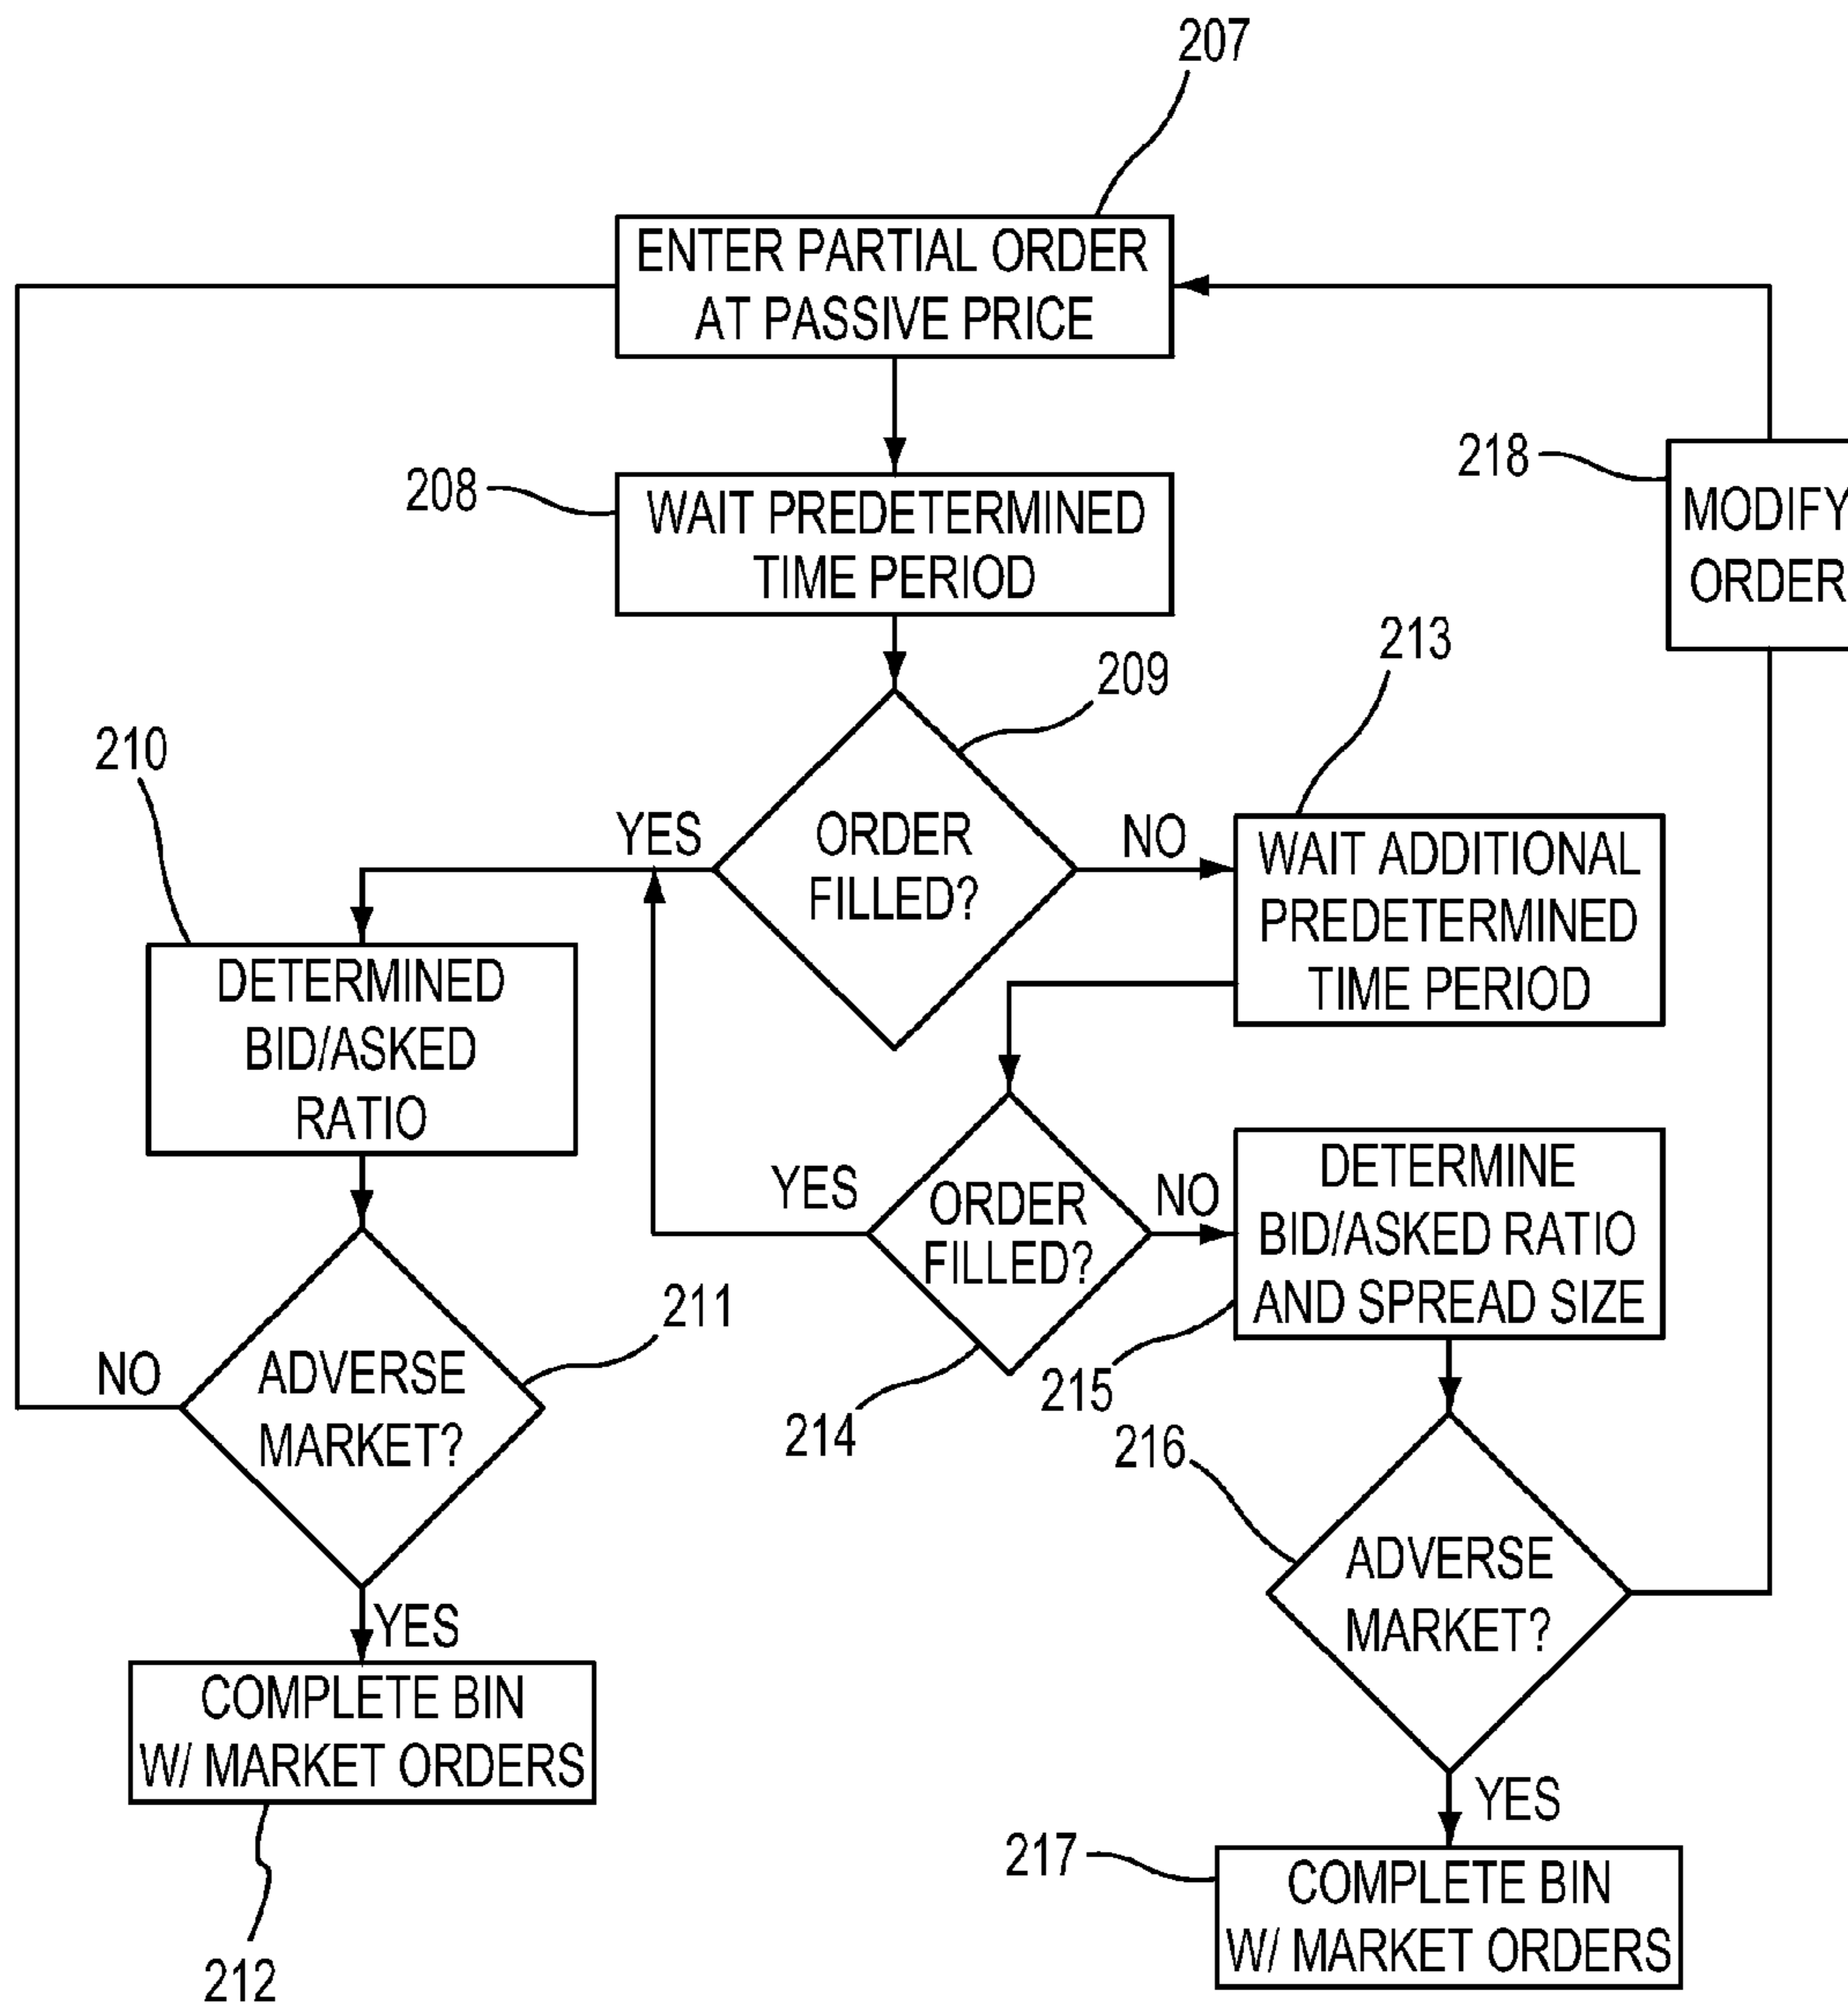 207
ENTER PARTIAL ORDER
AT PASSIVE PRICE
208
WAIT PREDETERMINED
TIME PERIOD
218
MODIFY
ORDER
209
ORDER
FILLED?
YES
NO
213
WAIT ADDITIONAL
PREDETERMINED
TIME PERIOD
210
DETERMINED
BID/ASKED
RATIO
214
ORDER
FILLED?
YES
NO
215
DETERMINE
BID/ASKED RATIO
AND SPREAD SIZE
211
ADVERSE
MARKET?
NO
YES
216
ADVERSE
MARKET?
YES
COMPLETE BIN
W/ MARKET ORDERS
212
217
COMPLETE BIN
W/ MARKET ORDERS